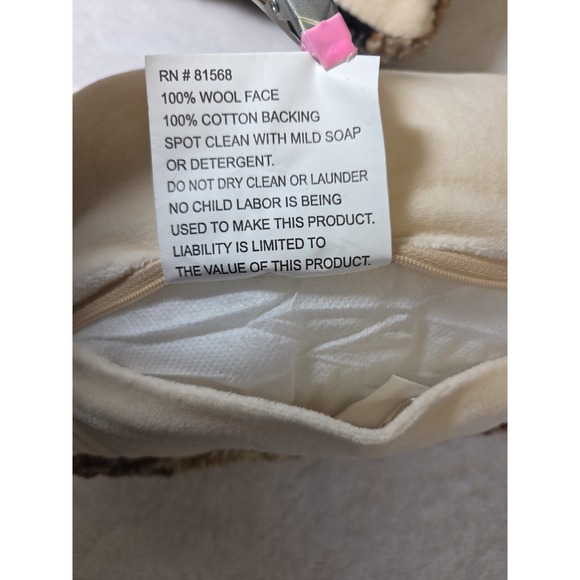 RN # 81568
100% WOOL FACE
100% COTTON BACKING
SPOT CLEAN WITH MILD SOAP
OR DETERGENT.
DO NOT DRY CLEAN OR LAUNDER
NO CHILD LABOR IS BEING
USED TO MAKE THIS PRODUCT.
LIABILITY IS LIMITED TO
THE VALUE OF THIS PRODUCT.